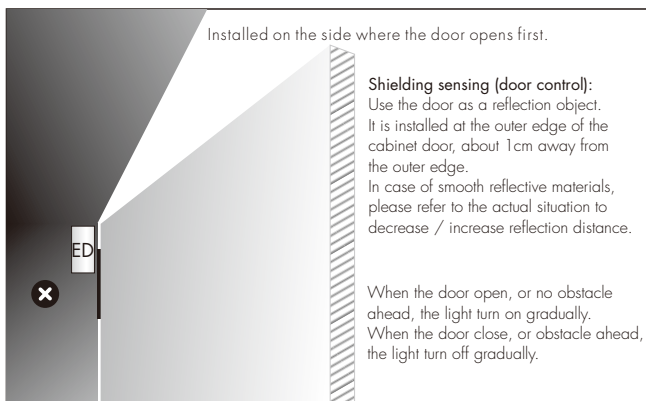 Installed on the side where the door opens first.
Shielding sensing (door control):
Use the door as a reflection object.
It is installed at the outer edge of the
cabinet door, about 1cm away from
the outer edge.
In case of smooth reflective materials,
please refer to the actual situation to
decrease / increase reflection distance.
ED
When the door open, or no obstacle
ahead, the light turn on gradually.
When the door close, or obstacle ahead,
the light turn off gradually.